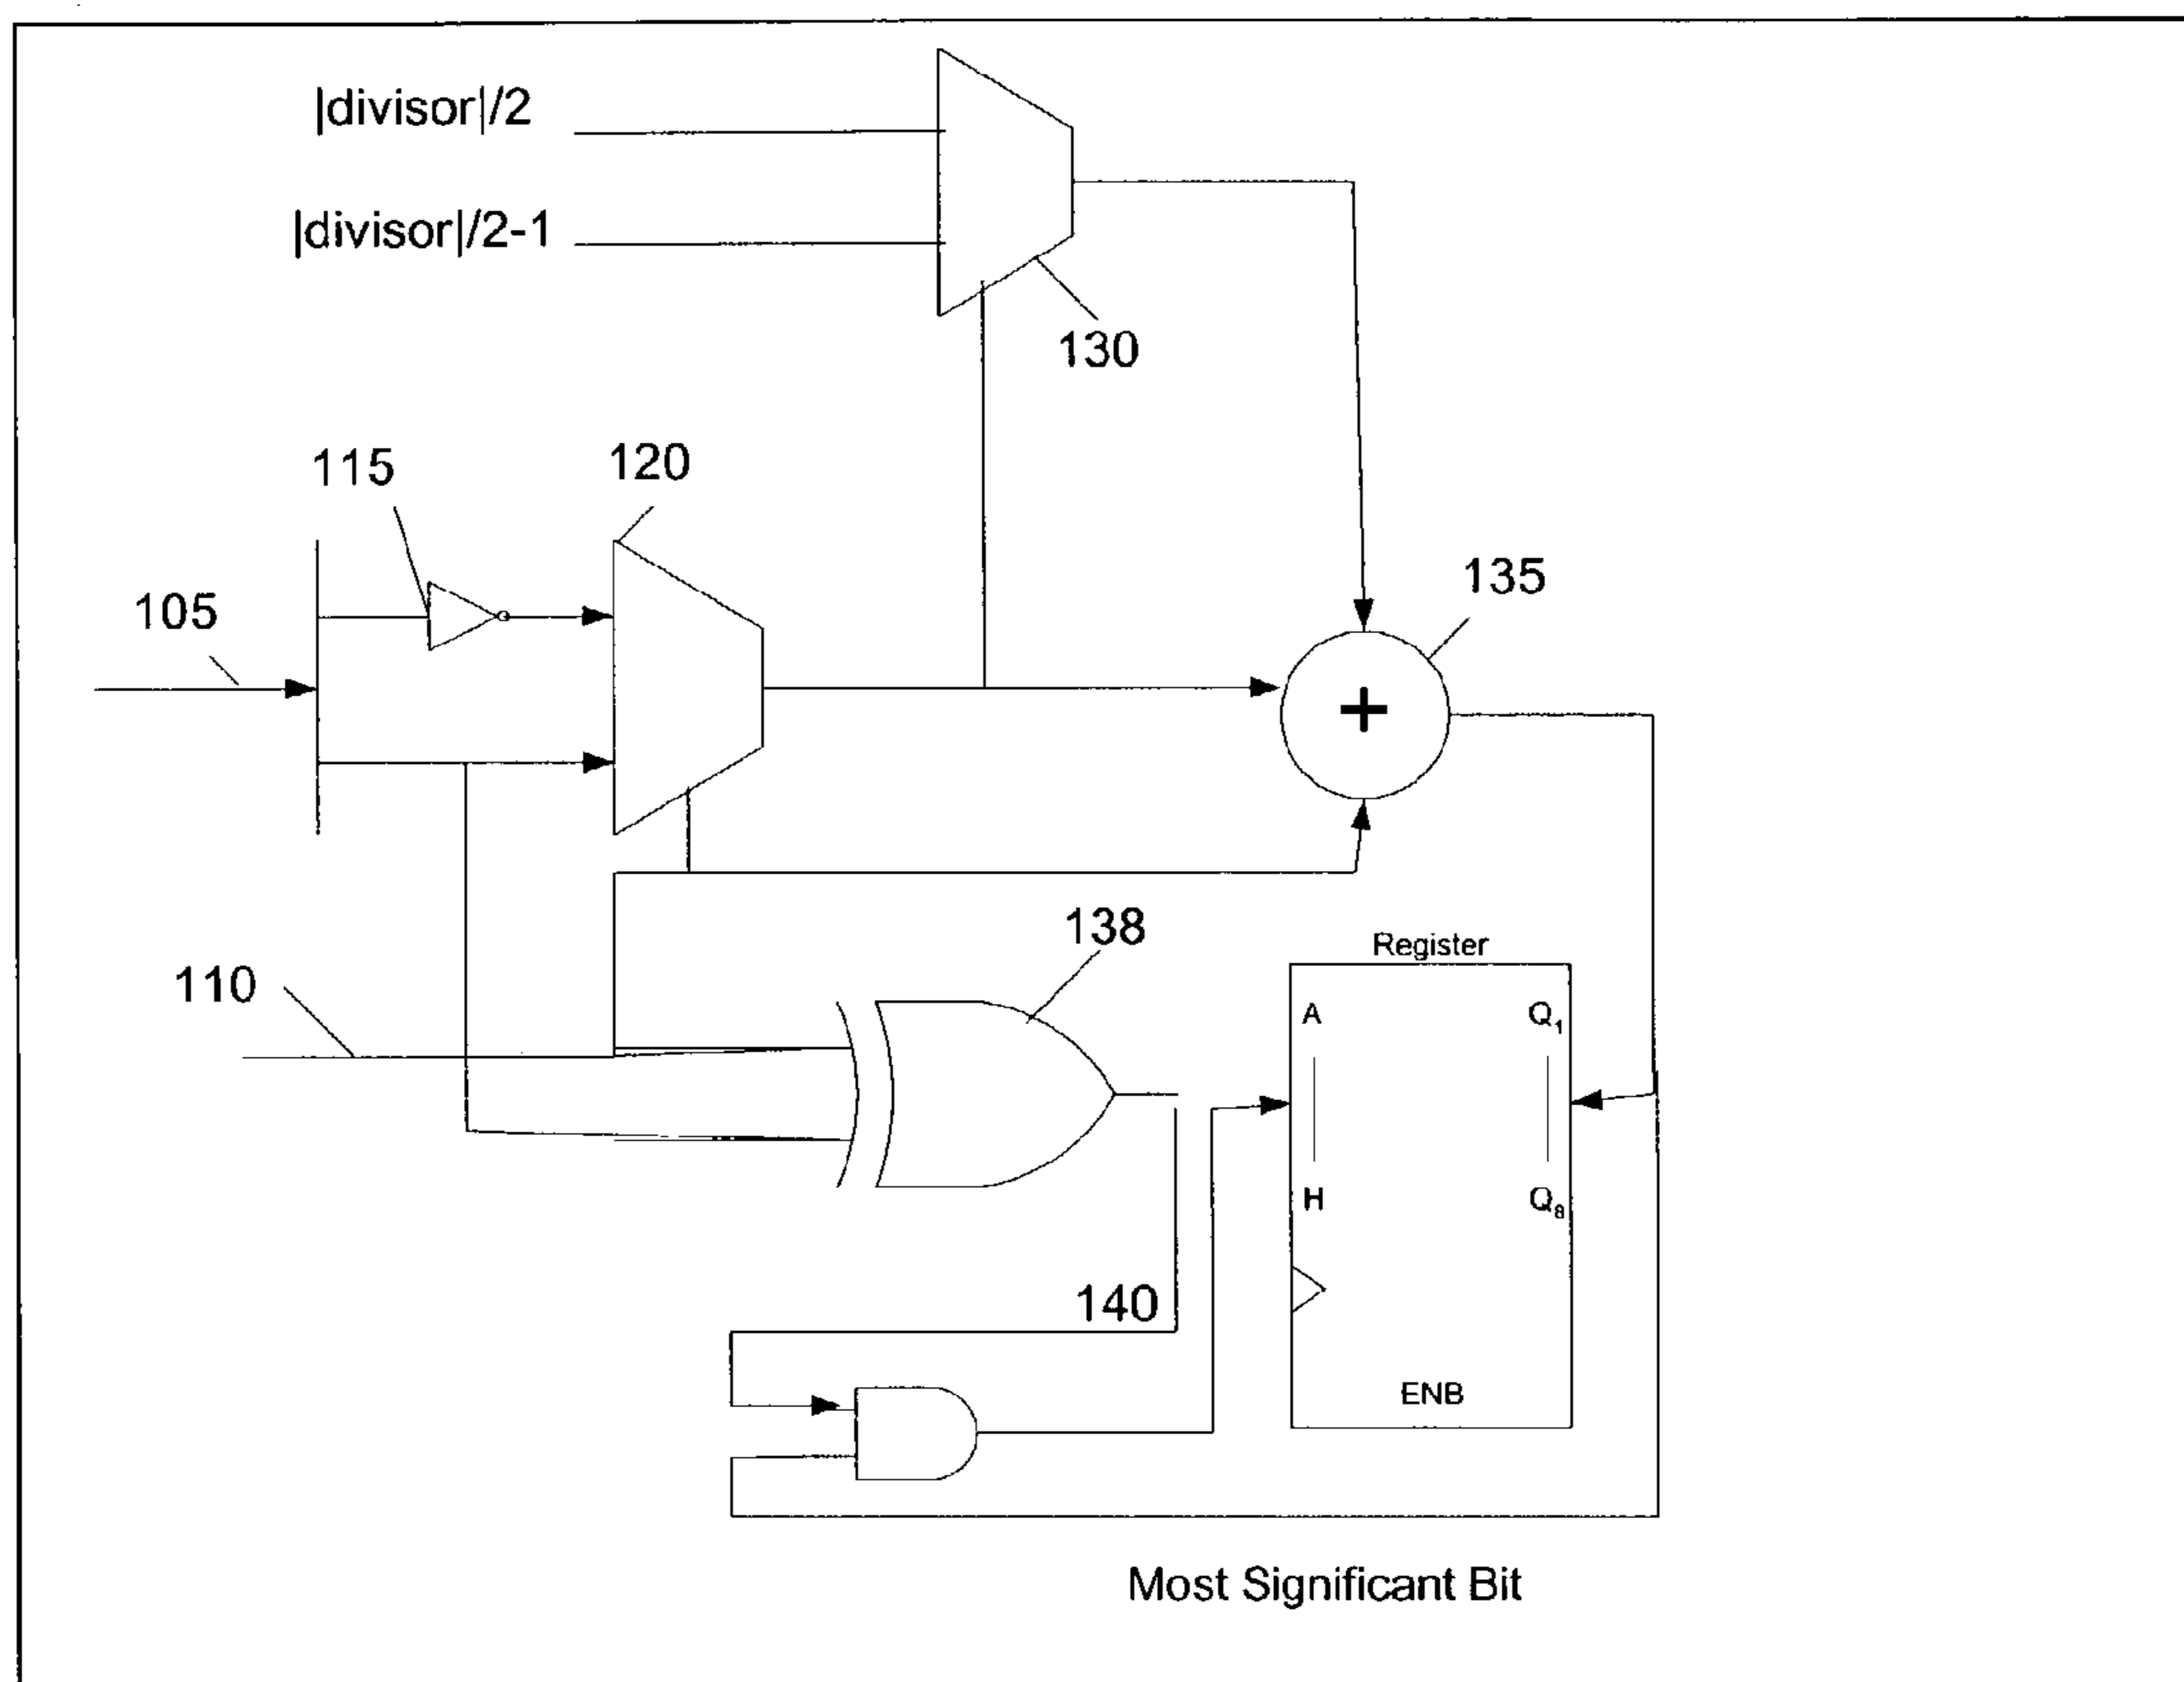 |divisor|/2
|divisor|/2-1
130
115
120
105
135
138
110
Register
A
Q1
H
Q8
140
ENB
Most Significant Bit